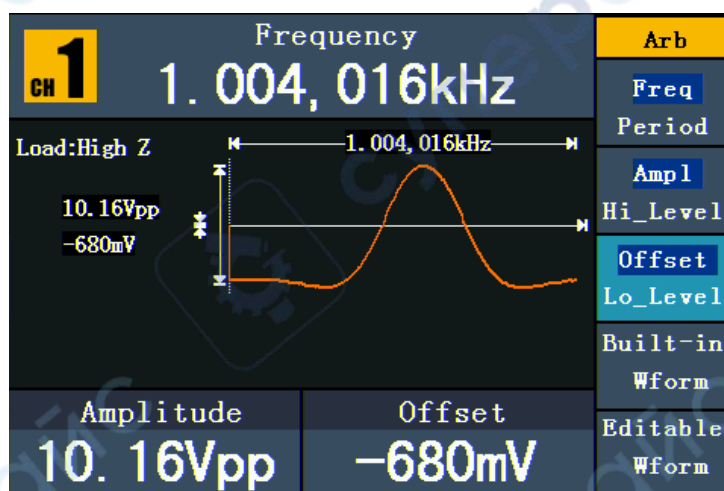 CH 1
Frequency
1.004,016kHz
Load:High Z
1.004,016kHz
10.16Vpp
-680mV
Amplitude
10.16Vpp
Offset
-680mV
Arb
Freq
Period
Ampl
Hi_Level
Offset
Lo_Level
Built-in
Wform
Editable
Wform